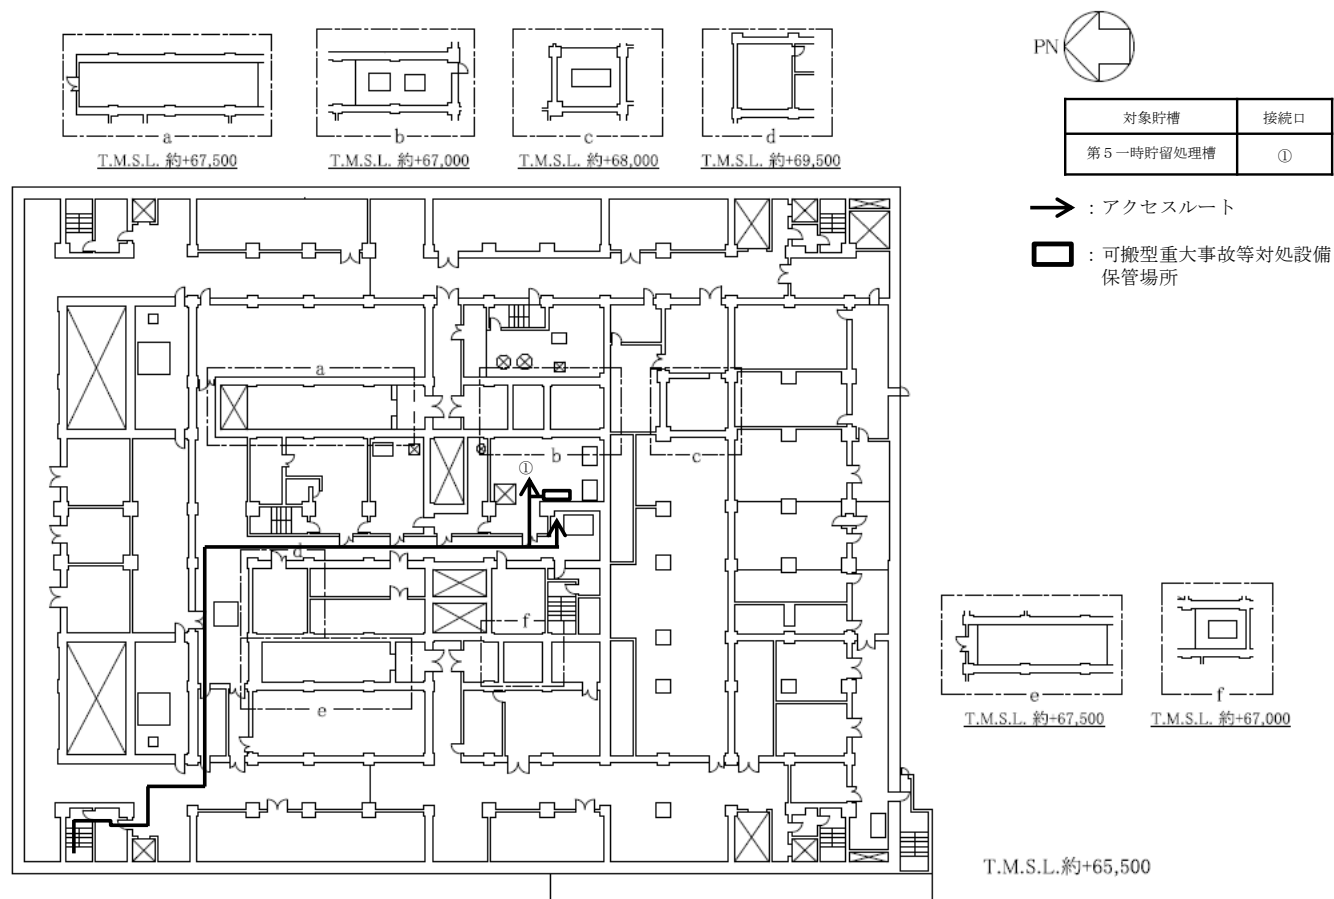 PN
対象貯槽 接続口
第5一時貯留処理槽 ①
：アクセスルート
：可搬型重大事故等対処設備
保管場所
a
T.M.S.L. 約+67,500
b
T.M.S.L. 約+67,000
c
T.M.S.L. 約+68,000
d
T.M.S.L. 約+69,500
a
b
c
①
d
e
f
e
T.M.S.L. 約+67,500
f
T.M.S.L. 約+67,000
T.M.S.L.約+65,500